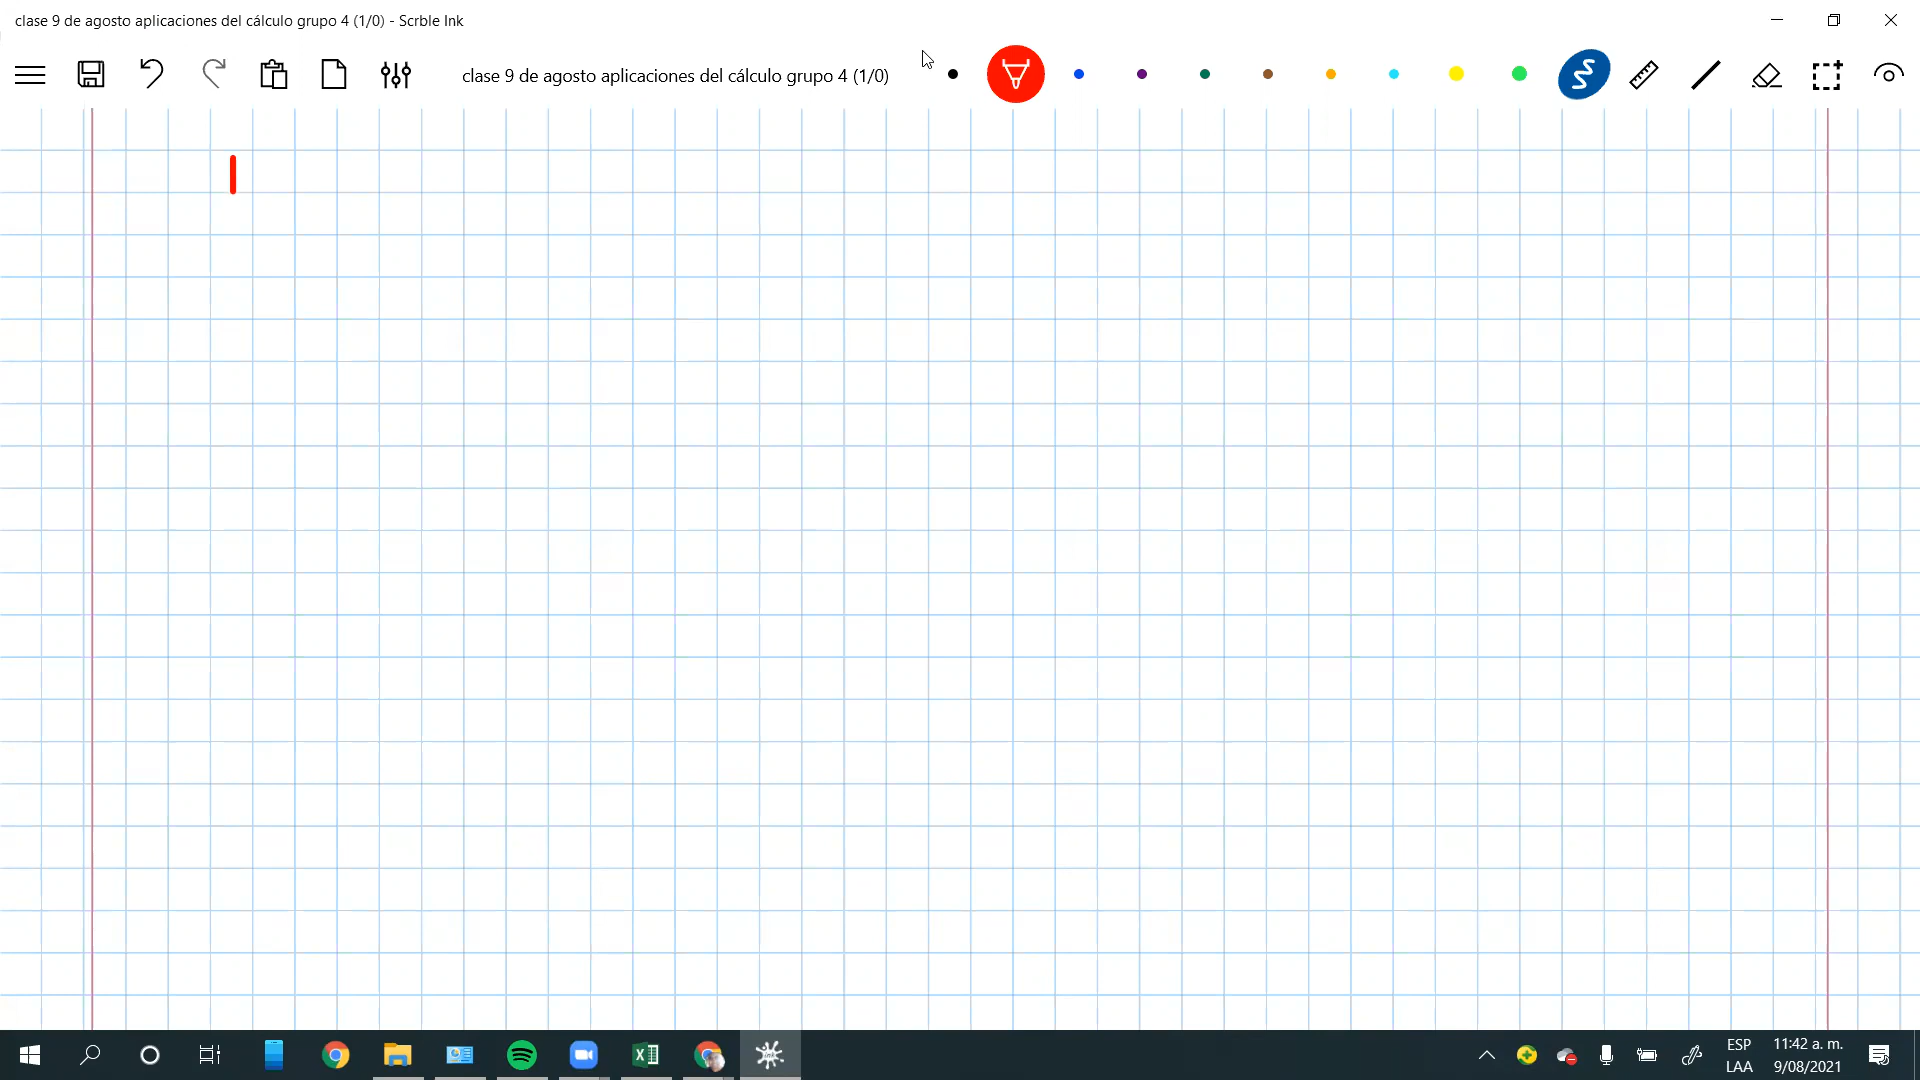 clase 9 de agosto aplicaciones del cálculo grupo 4 (1/0) - Scrble Ink
clase 9 de agosto aplicaciones del cálculo grupo 4 (1/0)
ESP
LAA
11:42 a. m.
9/08/2021